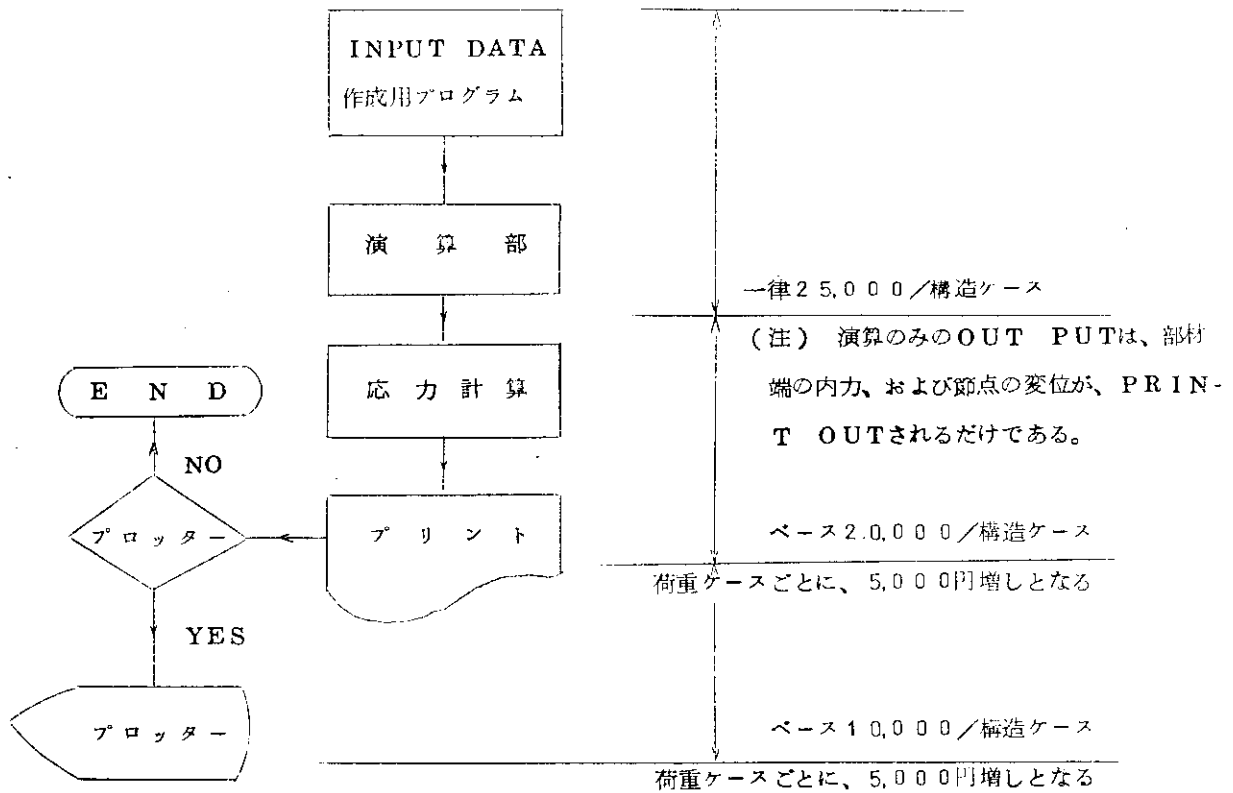 INPUT DATA
作成用プログラム
演算部
一律25,000/構造ケース
(注) 演算のみのOUT PUTは、部材
端の内力、および節点の変位が、PRIN-
T OUTされるだけである。
応力計算
END
NO
プロッター
プリント
ベース2.0,000/構造ケース
荷重ケースごとに、5,000円増しとなる
YES
プロッター
ベース10,000/構造ケース
荷重ケースごとに、5,000円増しとなる